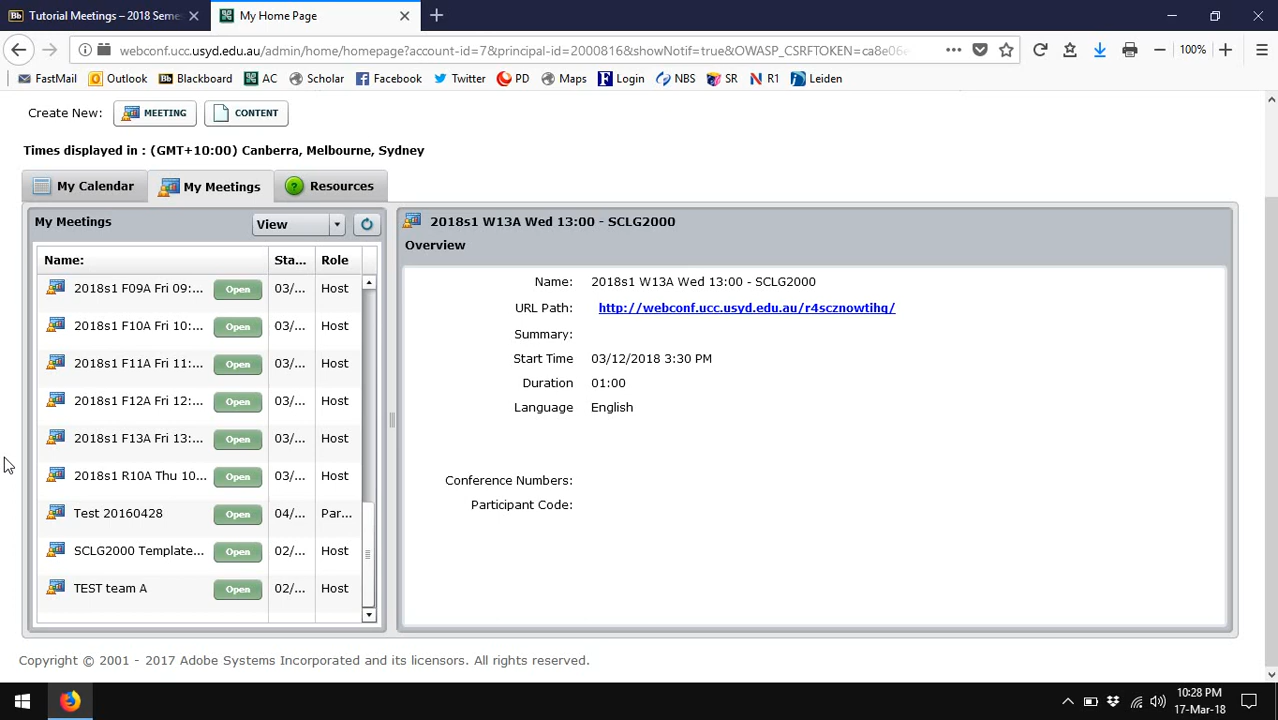 Tutorial Meetings – 2018 Seme
My Home Page
webconf.ucc.usyd.edu.au/admin/home/homepage?account-id=7&principal-id=2000816&showNotif=true&OWASP_CSRFTOKEN=ca8e06e
100%
FastMail Outlook Blackboard AC Scholar Facebook Twitter PD Maps Login NBS SR R1 Leiden
Create New: MEETING CONTENT
Times displayed in : (GMT+10:00) Canberra, Melbourne, Sydney
My Calendar My Meetings Resources
My Meetings View
2018s1 W13A Wed 13:00 - SCLG2000
Overview
Name: Sta... Role
2018s1 F09A Fri 09:... Open 03/... Host
2018s1 F10A Fri 10:... Open 03/... Host
2018s1 F11A Fri 11:... Open 03/... Host
2018s1 F12A Fri 12:... Open 03/... Host
2018s1 F13A Fri 13:... Open 03/... Host
2018s1 R10A Thu 10... Open 03/... Host
Test 20160428 Open 04/... Par...
SCLG2000 Template... Open 02/... Host
TEST team A Open 02/... Host
Name: 2018s1 W13A Wed 13:00 - SCLG2000
URL Path: http://webconf.ucc.usyd.edu.au/r4scznowtihq/
Summary:
Start Time 03/12/2018 3:30 PM
Duration 01:00
Language English
Conference Numbers:
Participant Code:
Copyright © 2001 - 2017 Adobe Systems Incorporated and its licensors. All rights reserved.
10:28 PM
17-Mar-18